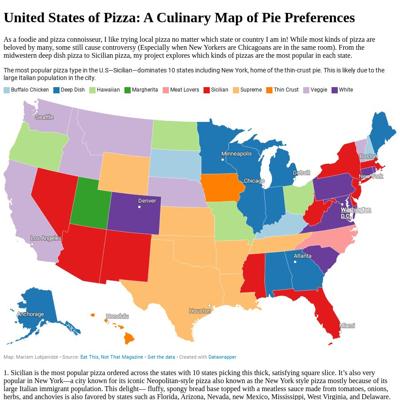 United States of Pizza: A Culinary Map of Pie Preferences
As a foodie and pizza connoisseur, I like trying local pizza no matter which state or country I am in! While most kinds of pizza are
beloved by many, some still cause controversy (Especially when New Yorkers are Chicagoans are in the same room). From the
midwestern deep dish pizza to Sicilian pizza, my project explores which kinds of pizzas are the most popular in each state.
The most popular pizza type in the U.S—Sicilian—dominates 10 states including New York, home of the thin-crust pie. This is likely due to the
large Italian population in the city.
Buffalo Chicken Deep Dish Hawaiian Margherita Meat Lovers Sicilian Supreme Thin Crust Veggie White
Seattle
Minneapolis
Boston
Detroit
Chicago
New York
Denver
Washington
D.C.
Los Angeles
Atlanta
Anchorage
Honolulu
Houston
Miami
Map: Mariam Lobjanidze • Source: Eat This, Not That Magazine • Get the data • Created with Datawrapper
1. Sicilian is the most popular pizza ordered across the states with 10 states picking this thick, satisfying square slice. It's also very
popular in New York—a city known for its iconic Neopolitan-style pizza also known as the New York style pizza mostly because of its
large Italian immigrant population. This delight— fluffy, spongy bread base topped with a meatless sauce made from tomatoes, onions,
herbs, and anchovies is also favored by states such as Florida, Arizona, Nevada, new Mexico, Mississippi, West Virginia, and Delaware.